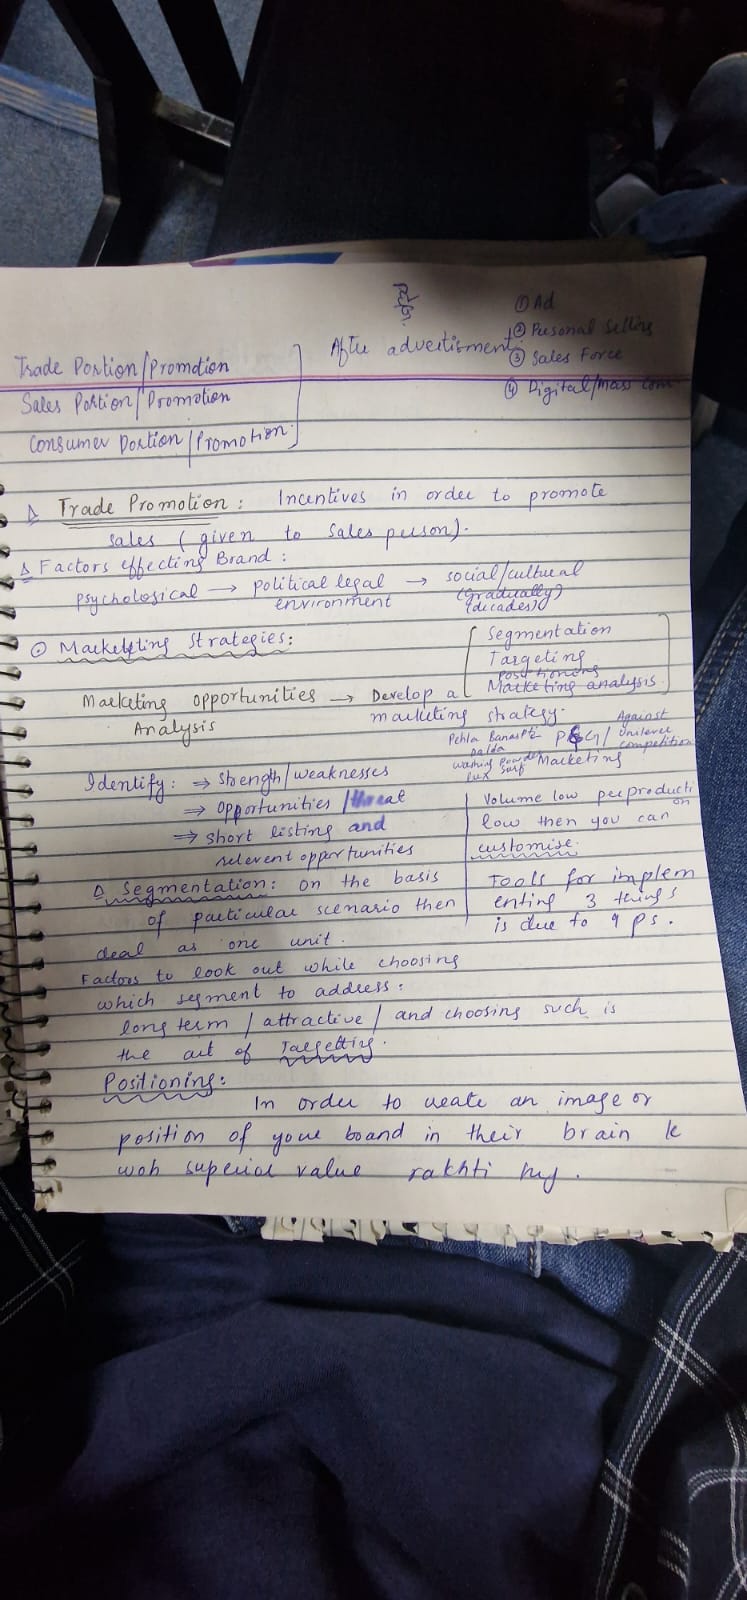 ① Ad
After advertisment ② Pusonal Selling
③ Sales Force
④ Digital/mass com
Trade Portion/Promotion
Sales Portion/Promotion
Consumer Portion/Promotion
Trade Promotion: Incentives in order to promote
sales (given to sales person).
Factors effecting Brand:
psychological → political legal → social/cultural
environment (Gradually)
(decades)
⊙ Marketing Strategies:
Segmentation
Targeting
Positioning
Marketing analysis
Marketing opportunities → Develop a
Analysis marketing strategy.
Pehla Banaspti P&G/ Against
Dalda Unilever
washing powder Marketing competition
Lux Surf
Identify: ⇒ Strength/weaknesses
⇒ opportunities /threat
⇒ short listing and
relevent opportunities
Volume low perproducti
on
low then you can
customise.
Tools for implem
enting 3 things
is due to 4 Ps.
Segmentation: on the basis
of particular scenario then
deal as one unit.
Factors to look out while choosing
which segment to address:
long term / attractive / and choosing such is
the art of Targetting.
Positioning:
In order to create an image or
position of your brand in their brain k
woh superior value rakhti hy.